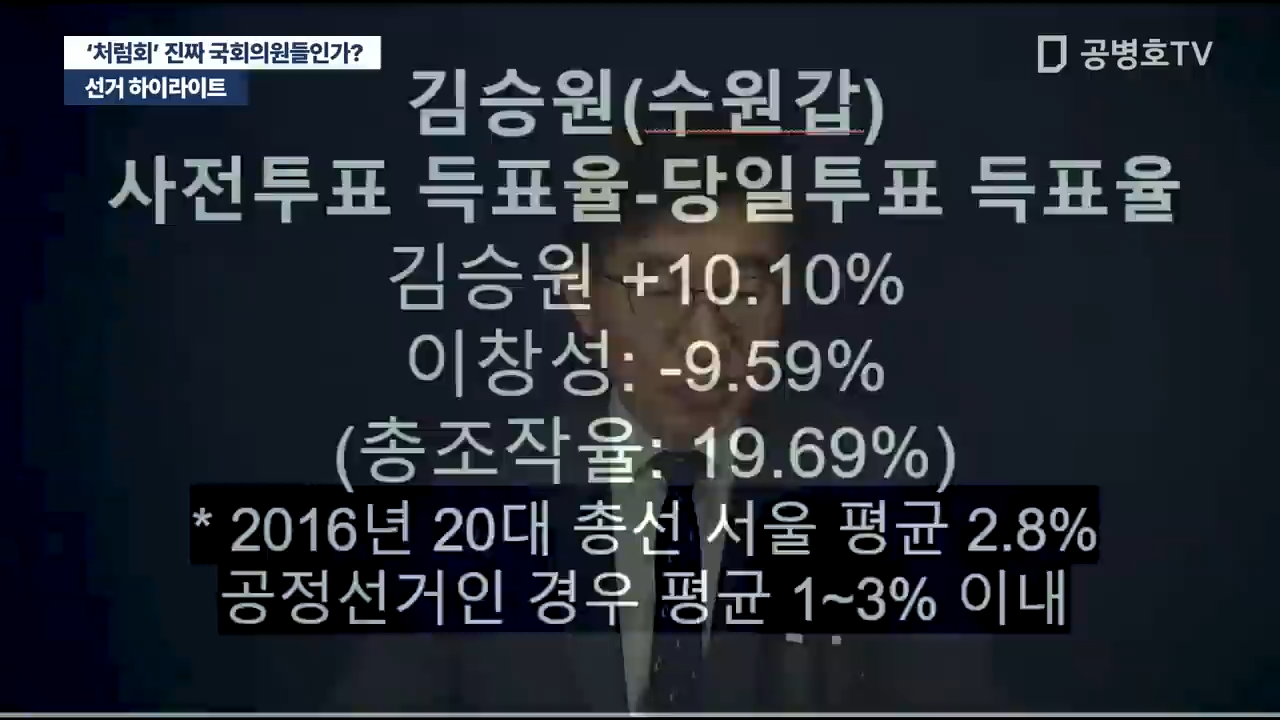 ‘처럼회’ 진짜 국회의원들인가?
선거 하이라이트
공병호TV
김승원(수원갑)
사전투표 득표율-당일투표 득표율
김승원 +10.10%
이창성: -9.59%
(총조작율: 19.69%)
* 2016년 20대 총선 서울 평균 2.8%
공정선거인 경우 평균 1~3% 이내